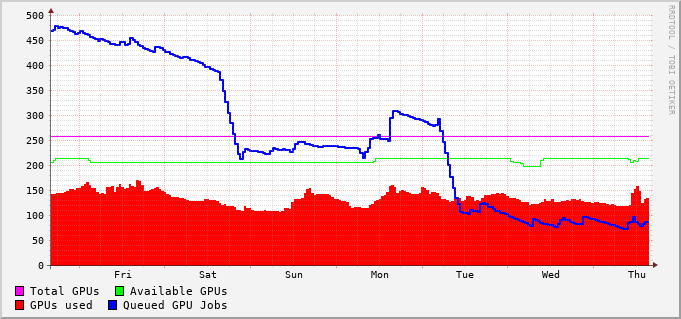 500
450
400
350
300
250
200
150
100
50
0
Fri Sat Sun Mon Tue Wed Thu
Total GPUs Available GPUs
GPUs used Queued GPU Jobs
RRDTOOL / TOBI OETIKER